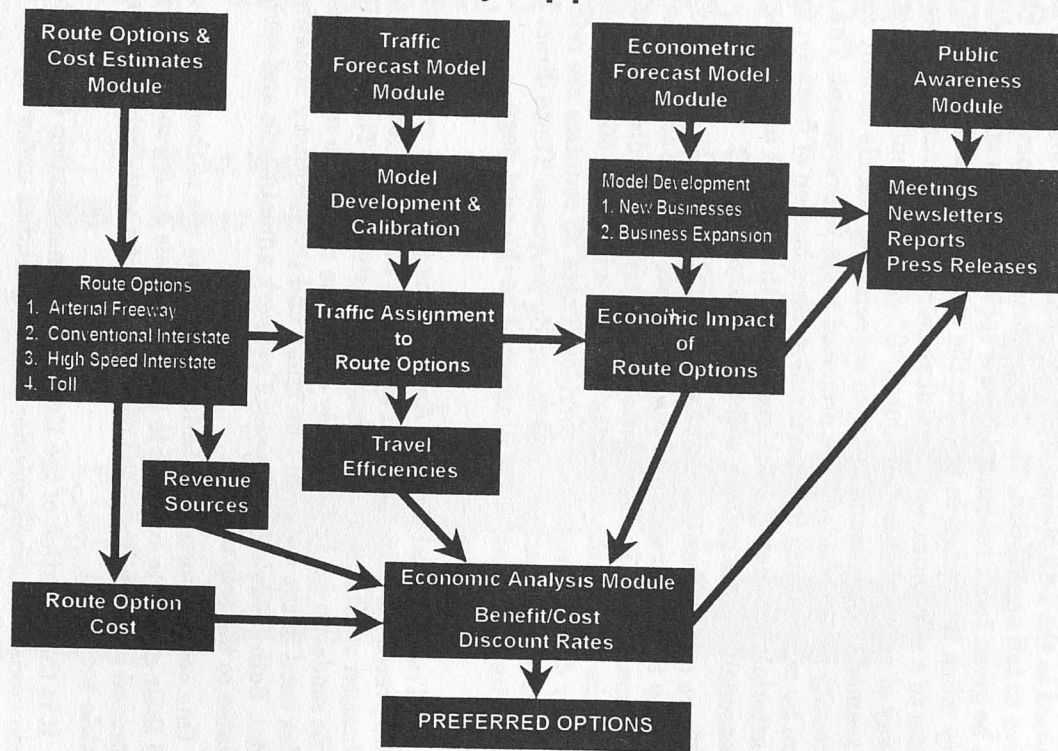 Route Options &
Cost Estimates
Module
Traffic
Forecast Model
Module
Econometric
Forecast Model
Module
Public
Awareness
Module
Model
Development &
Calibration
Model Development
1. New Businesses
2. Business Expansion
Meetings
Newsletters
Reports
Press Releases
Route Options
1. Arterial Freeway
2. Conventional Interstate
3. High Speed Interstate
4. Toll
Traffic Assignment
to
Route Options
Economic Impact
of
Route Options
Travel
Efficiencies
Revenue
Sources
Route Option
Cost
Economic Analysis Module
Benefit/Cost
Discount Rates
PREFERRED OPTIONS